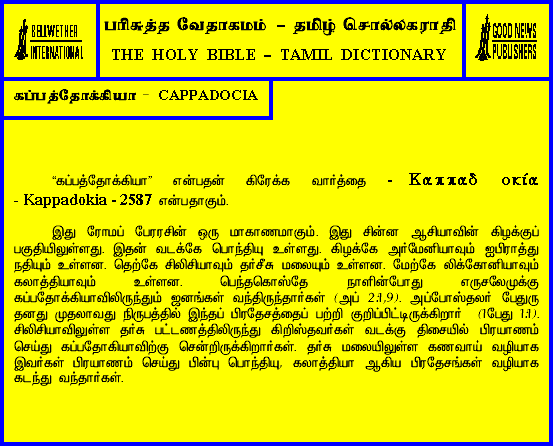 BELLWETHER
INTERNATIONAL
பரிசுத்த வேதாகமம் – தமிழ் சொல்லகராதி
THE HOLY BIBLE – TAMIL DICTIONARY
GOOD NEWS
PUBLISHERS
கப்பத்தோக்கியா – CAPPADOCIA
“கப்பத்தோக்கியா” என்பதன் கிரேக்க வார்த்தை - Καππαδ οκία
- Kappadokia - 2587 என்பதாகும்.
இது ரோமப் பேரரசின் ஒரு மாகாணமாகும். இது சின்ன ஆசியாவின் கிழக்குப்
பகுதியிலுள்ளது. இதன் வடக்கே பொந்தியு உள்ளது. கிழக்கே அர்மேனியாவும் ஐபிராத்து
நதியும் உள்ளன. தெற்கே சிலிசியாவும் தர்சீசு மலையும் உள்ளன. மேற்கே லிக்கோனியாவும்
கலாத்தியாவும் உள்ளன. பெந்தகொஸ்தே நாளின்போது எருசலேமுக்கு
கப்பதோக்கியாவிலிருந்தும் ஜனங்கள் வந்திருந்தார்கள் (அப் 2:1,9). அப்போஸ்தலர் பேதுரு
தனது முதலாவது நிருபத்தில் இந்தப் பிரதேசத்தைப் பற்றி குறிப்பிட்டிருக்கிறார் (1பேது 1:1).
சிலிசியாவிலுள்ள தர்சு பட்டணத்திலிருந்து கிறிஸ்தவர்கள் வடக்கு திசையில் பிரயாணம்
செய்து கப்பதோகியாவிற்கு சென்றிருக்கிறார்கள். தர்சு மலையிலுள்ள கணவாய் வழியாக
இவர்கள் பிரயாணம் செய்து பின்பு பொந்தியு, கலாத்தியா ஆகிய பிரதேசங்கள் வழியாக
கடந்து வந்தார்கள்.